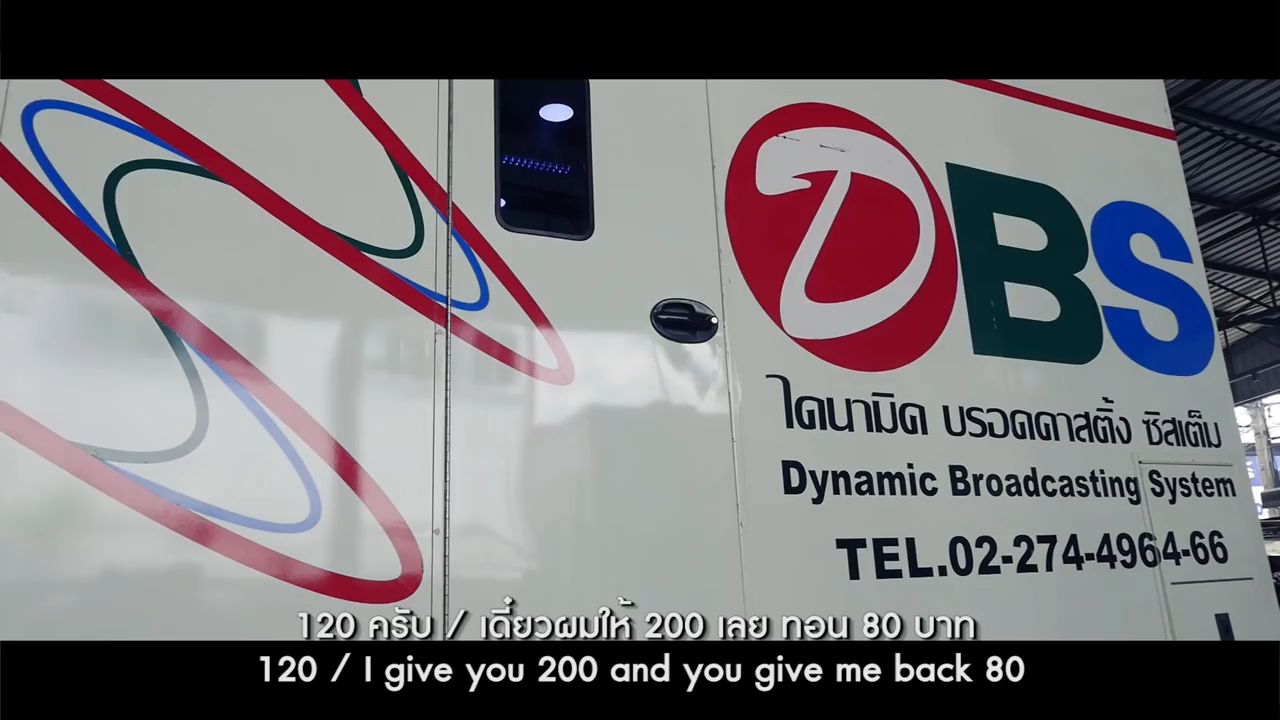 DBS
ไดนามิค บรอดคาสติ้ง ซิสเต็ม
Dynamic Broadcasting System
TEL.02-274-4964-66
120 ครับ / เดี๋ยวผมให้ 200 เลย ทอน 80 บาท
120 / I give you 200 and you give me back 80